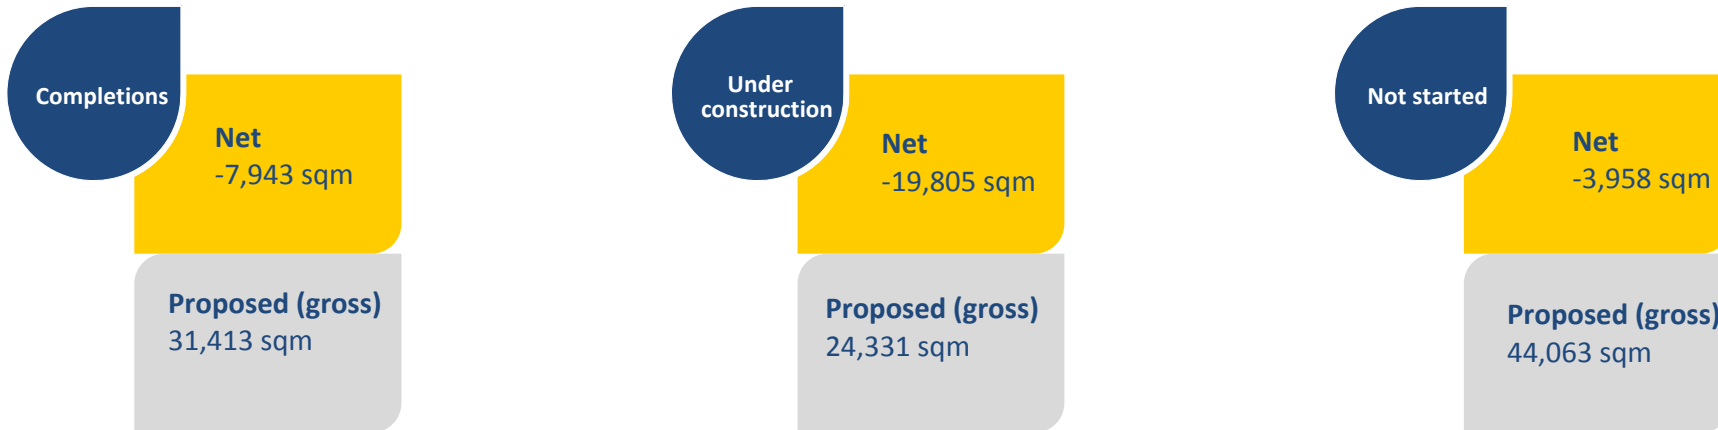 Completions
Net
-7,943 sqm
Proposed (gross)
31,413 sqm
Under
construction
Net
-19,805 sqm
Proposed (gross)
24,331 sqm
Not started
Net
-3,958 sqm
Proposed (gross)
44,063 sqm